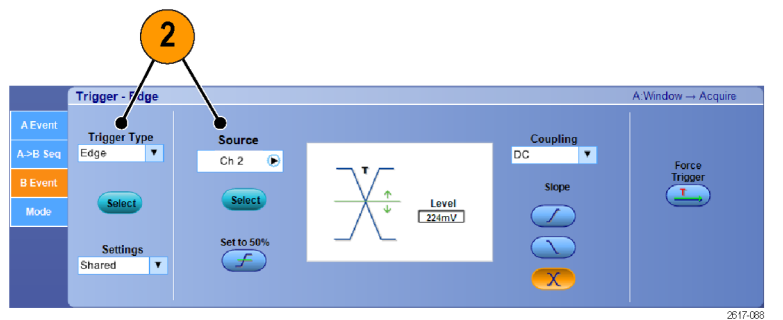 2
Trigger - Edge
A:Window → Acquire
A Event
A->B Seq
B Event
Mode
Trigger Type
Edge
Select
Settings
Shared
Source
Ch 2
Select
Set to 50%
T
Level
224mV
Coupling
DC
Slope
Force
Trigger
T
2617-088